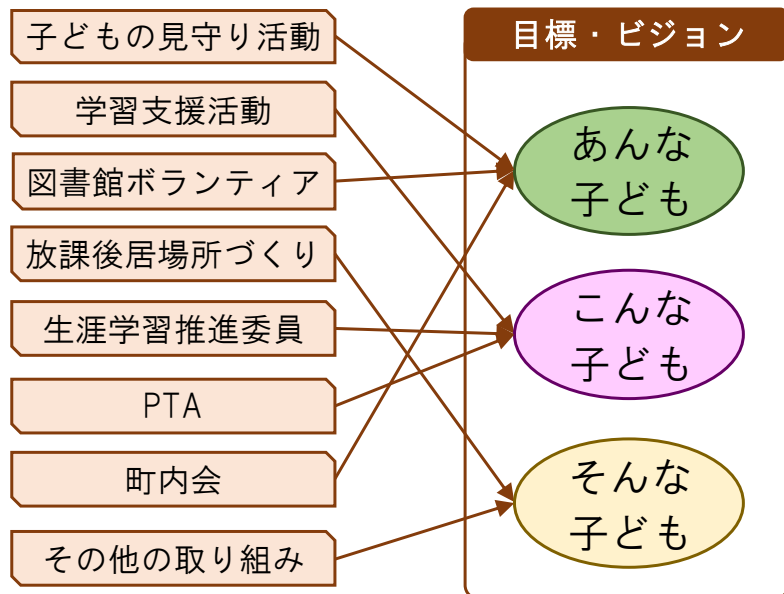 子どもの見守り活動
学習支援活動
図書館ボランティア
放課後居場所づくり
生涯学習推進委員
PTA
町内会
その他の取り組み
目標・ビジョン
あんな
子ども
こんな
子ども
そんな
子ども